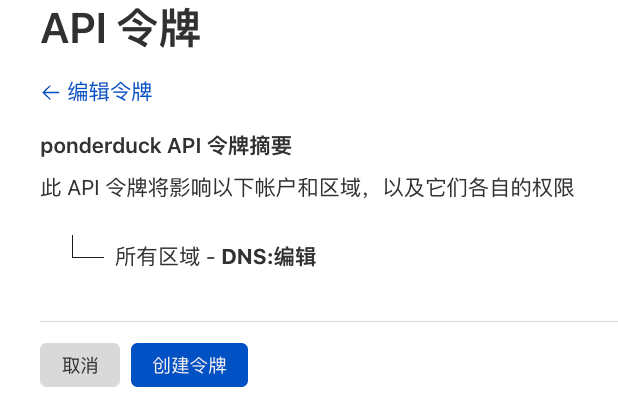 API 令牌
← 编辑令牌
ponderduck API 令牌摘要
此 API 令牌将影响以下帐户和区域，以及它们各自的权限
所有区域 - DNS:编辑
取消
创建令牌